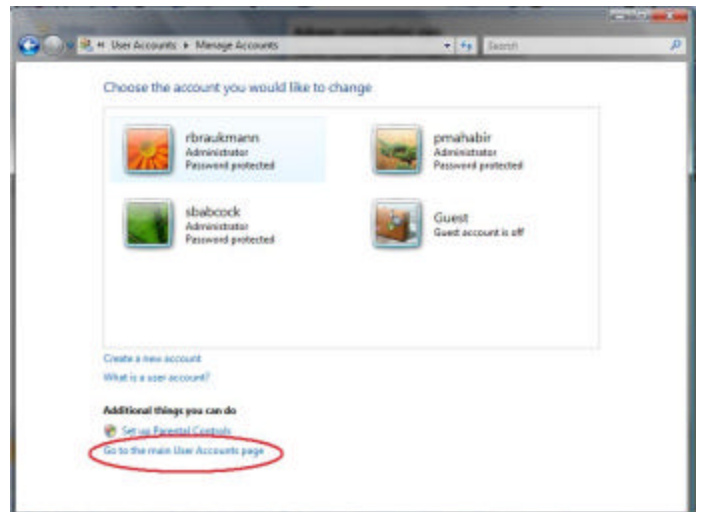 User Accounts ▸ Manage Accounts
Search
Choose the account you would like to change
rbraukmann
Administrator
Password protected
pmahabir
Administrator
Password protected
sbabcock
Administrator
Password protected
Guest
Guest account is off
Create a new account
What is a user account?
Additional things you can do
Set up Parental Controls
Go to the main User Accounts page